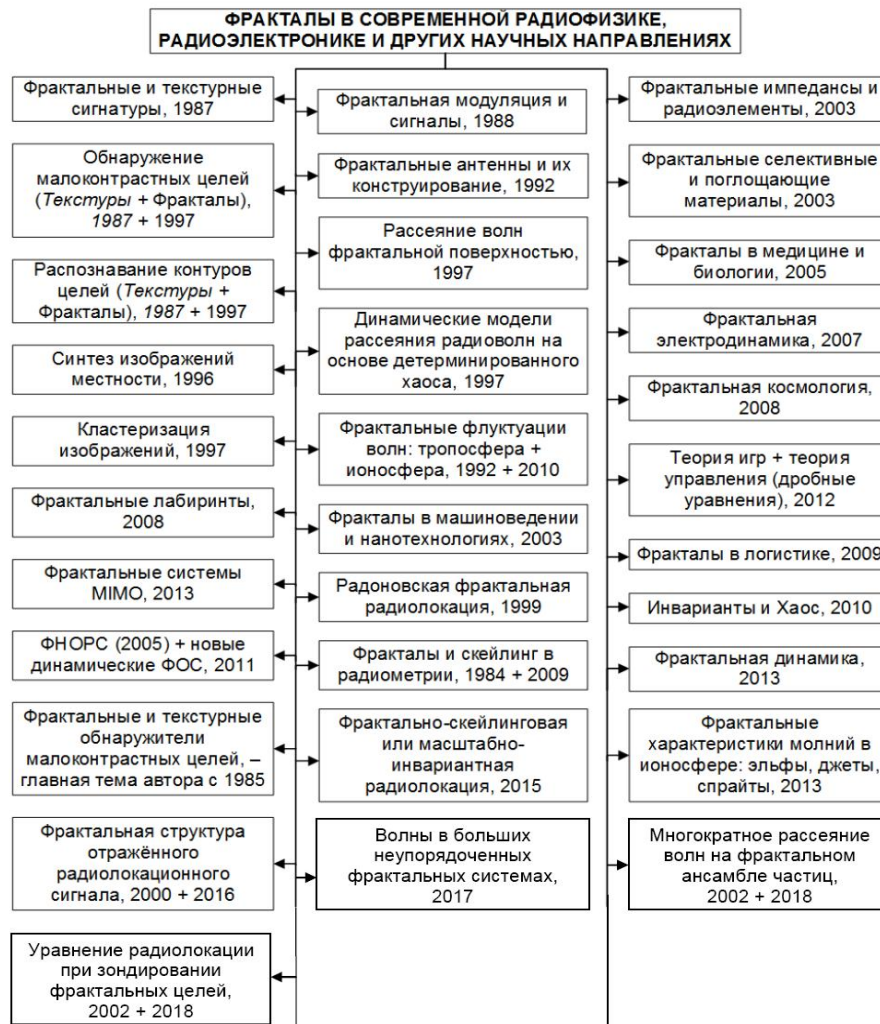 ФРАКТАЛЫ В СОВРЕМЕННОЙ РАДИОФИЗИКЕ,
РАДИОЭЛЕКТРОНИКЕ И ДРУГИХ НАУЧНЫХ НАПРАВЛЕНИЯХ
Фрактальные и текстурные
сигнатуры, 1987
Обнаружение
малоконтрастных целей
(Текстуры + Фракталы),
1987 + 1997
Распознавание контуров
целей (Текстуры +
Фракталы), 1987 + 1997
Синтез изображений
местности, 1996
Кластеризация
изображений, 1997
Фрактальные лабиринты,
2008
Фрактальные системы
MIMO, 2013
ФНОРС (2005) + новые
динамические ФОС, 2011
Фрактальные и текстурные
обнаружители
малоконтрастных целей, –
главная тема автора с 1985
Фрактальная структура
отражённого
радиолокационного
сигнала, 2000 + 2016
Уравнение радиолокации
при зондировании
фрактальных целей,
2002 + 2018
Фрактальная модуляция и
сигналы, 1988
Фрактальные антенны и их
конструирование, 1992
Рассеяние волн
фрактальной поверхностью,
1997
Динамические модели
рассеяния радиоволн на
основе детерминированного
хаоса, 1997
Фрактальные флуктуации
волн: тропосфера +
ионосфера, 1992 + 2010
Фракталы в машиноведении
и нанотехнологиях, 2003
Радоновская фрактальная
радиолокация, 1999
Фракталы и скейлинг в
радиометрии, 1984 + 2009
Фрактально-скейлинговая
или масштабно-
инвариантная
радиолокация, 2015
Волны в больших
неупорядоченных
фрактальных системах,
2017
Фрактальные импедансы и
радиоэлементы, 2003
Фрактальные селективные
и поглощающие
материалы, 2003
Фракталы в медицине и
биологии, 2005
Фрактальная
электродинамика, 2007
Фрактальная космология,
2008
Теория игр + теория
управления (дробные
уравнения), 2012
Фракталы в логистике, 2009
Инварианты и Хаос, 2010
Фрактальная динамика,
2013
Фрактальные
характеристики молний в
ионосфере: эльфы, джеты,
спрайты, 2013
Многократное рассеяние
волн на фрактальном
ансамбле частиц,
2002 + 2018